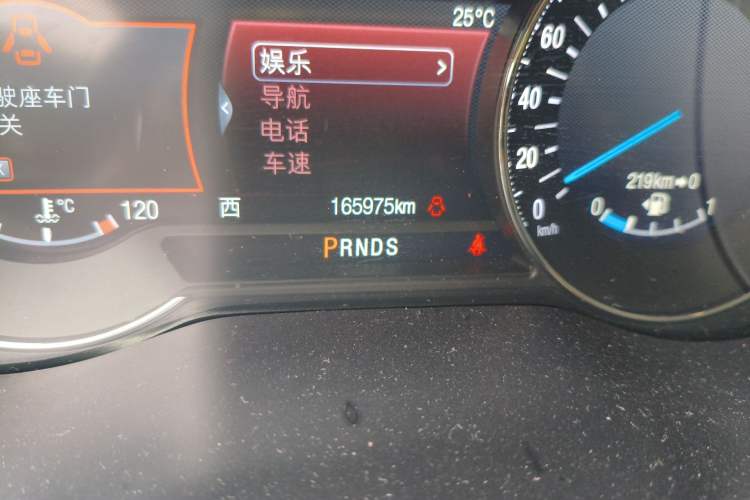 25°C
娱乐
导航
电话
车速
驶座车门
关
°C
120
西
165975km
PRNDS
60
40
20
0
km/h
219km→0
0
1